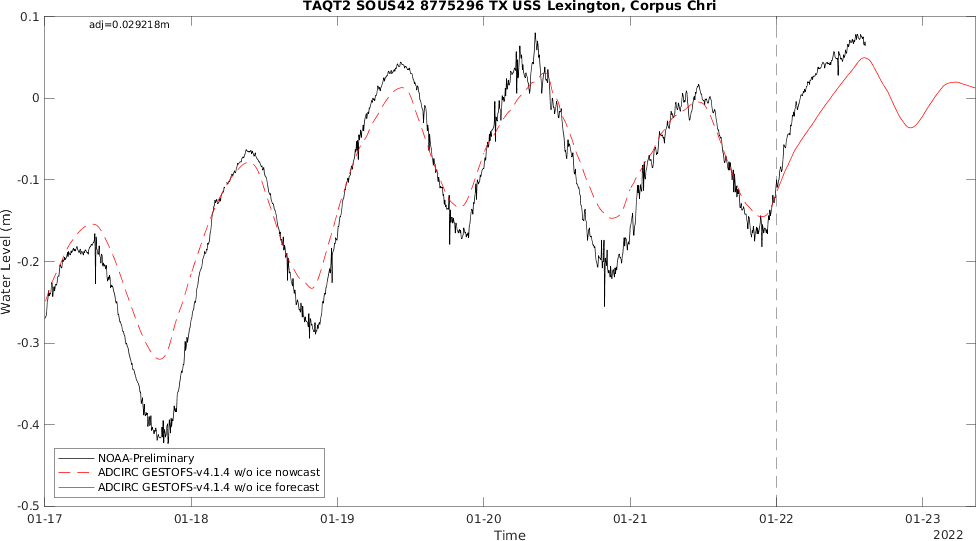 TAQT2 SOUS42 8775296 TX USS Lexington, Corpus Chri
adj=0.029218m
0.1
0
-0.1
-0.2
-0.3
-0.4
-0.5
Water Level (m)
NOAA-Preliminary
ADCIRC GESTOFS-v4.1.4 w/o ice nowcast
ADCIRC GESTOFS-v4.1.4 w/o ice forecast
01-17
01-18
01-19
01-20
01-21
01-22
01-23
Time
2022